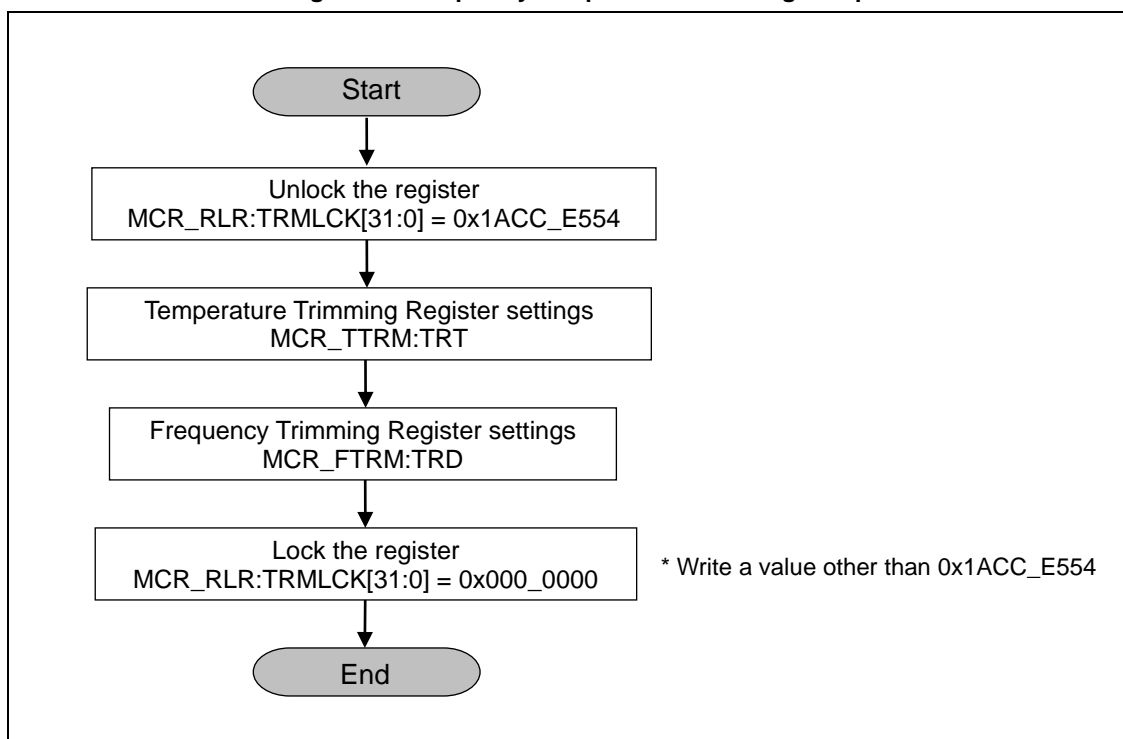 Start
Unlock the register
MCR_RLR:TRMLCK[31:0] = 0x1ACC_E554
Temperature Trimming Register settings
MCR_TTRM:TRT
Frequency Trimming Register settings
MCR_FTRM:TRD
Lock the register
MCR_RLR:TRMLCK[31:0] = 0x000_0000
* Write a value other than 0x1ACC_E554
End